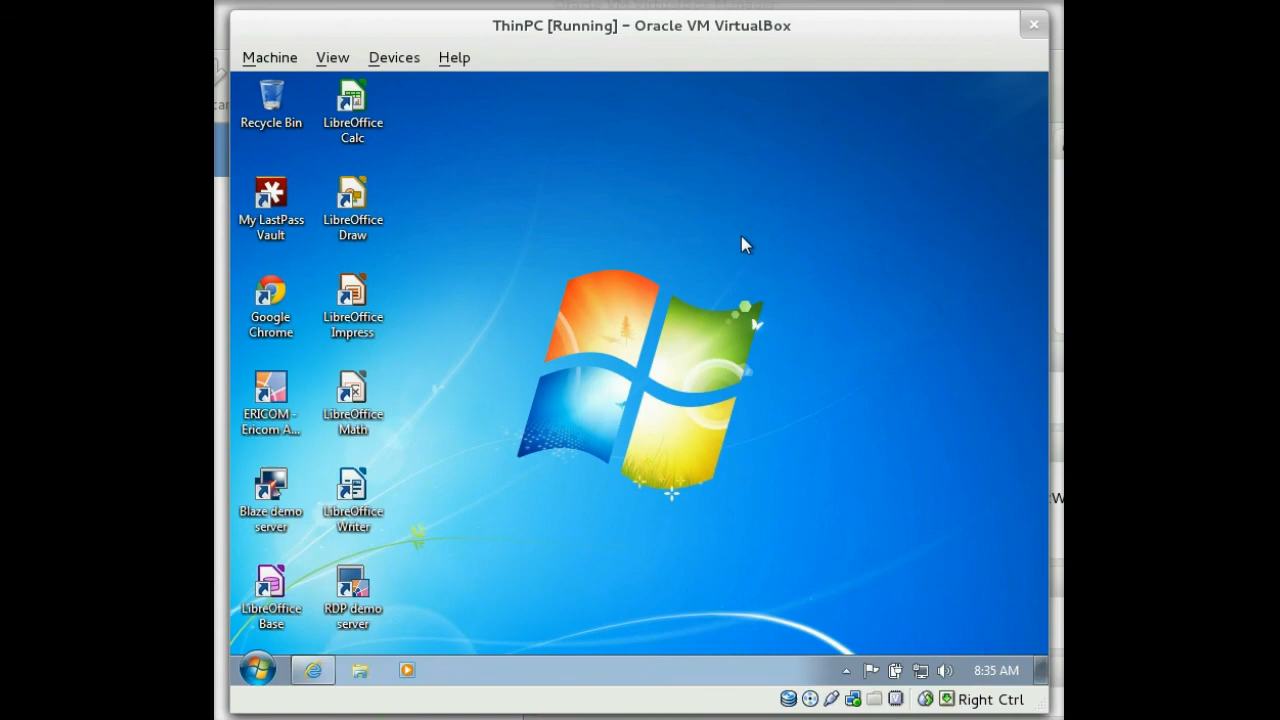 ThinPC [Running] – Oracle VM VirtualBox
Machine View Devices Help
Recycle Bin
LibreOffice
Calc
My LastPass
Vault
LibreOffice
Draw
Google
Chrome
LibreOffice
Impress
ERICOM -
Ericom A...
LibreOffice
Math
Blaze demo
server
LibreOffice
Writer
LibreOffice
Base
RDP demo
server
8:35 AM
Right Ctrl